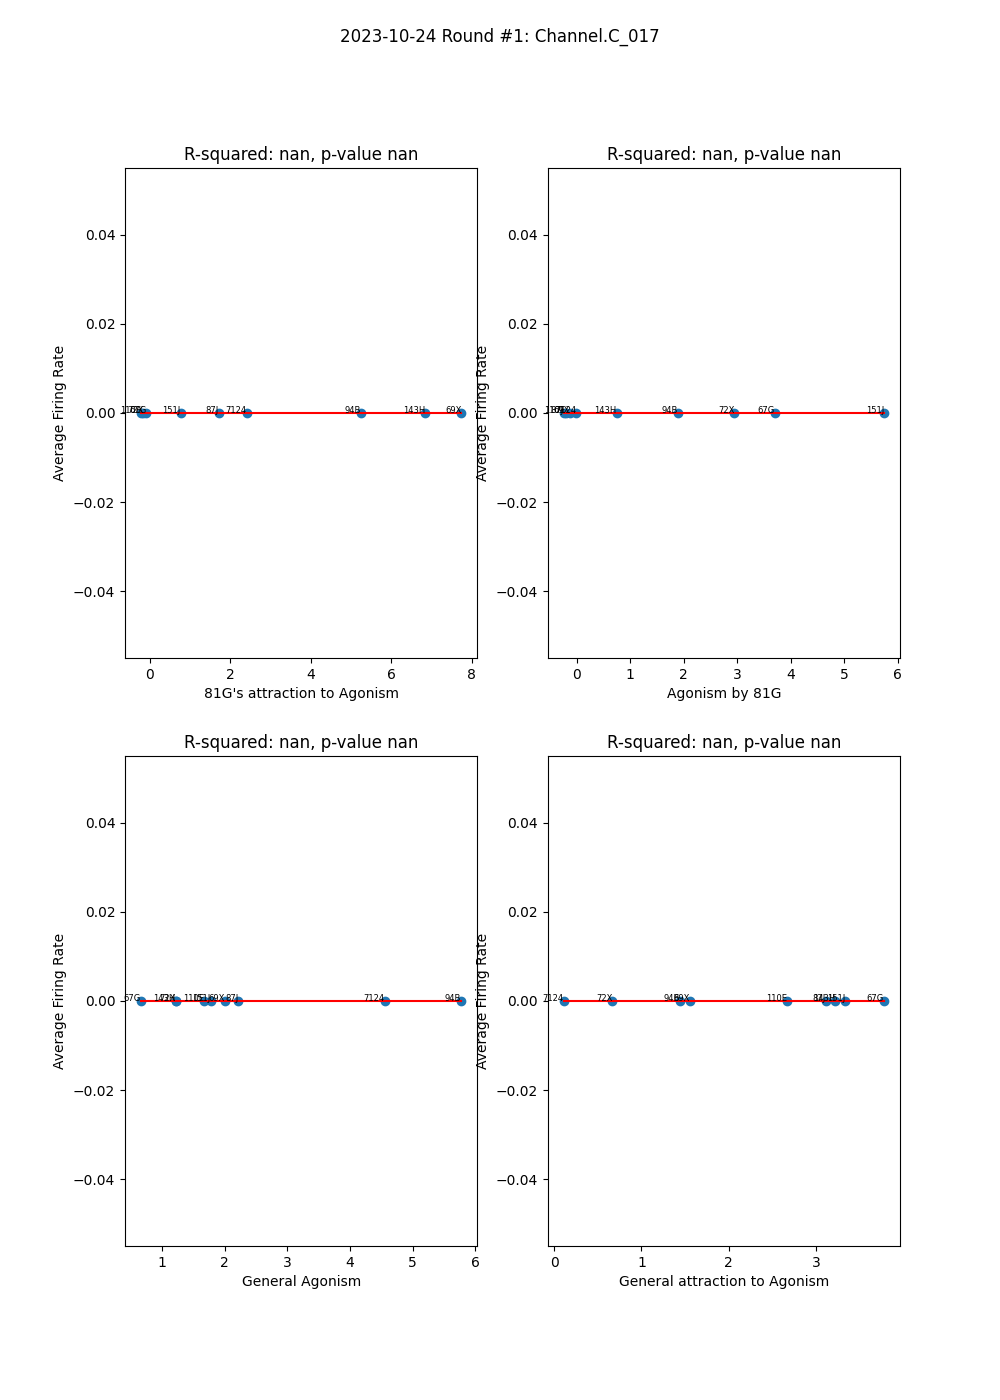 2023-10-24 Round #1: Channel.C_017
R-squared: nan, p-value nan
Average Firing Rate
0.04
0.02
0.00
−0.02
−0.04
151J
87J
7124
94B
143H
69X
0
2
4
6
8
81G's attraction to Agonism
R-squared: nan, p-value nan
Average Firing Rate
0.04
0.02
0.00
−0.02
−0.04
143H
94B
72X
67G
151J
0
1
2
3
4
5
6
Agonism by 81G
R-squared: nan, p-value nan
Average Firing Rate
0.04
0.02
0.00
−0.02
−0.04
67G
69X
87J
7124
94B
1
2
3
4
5
6
General Agonism
R-squared: nan, p-value nan
Average Firing Rate
0.04
0.02
0.00
−0.02
−0.04
7124
72X
94B
69X
110F
151J
67G
0
1
2
3
General attraction to Agonism